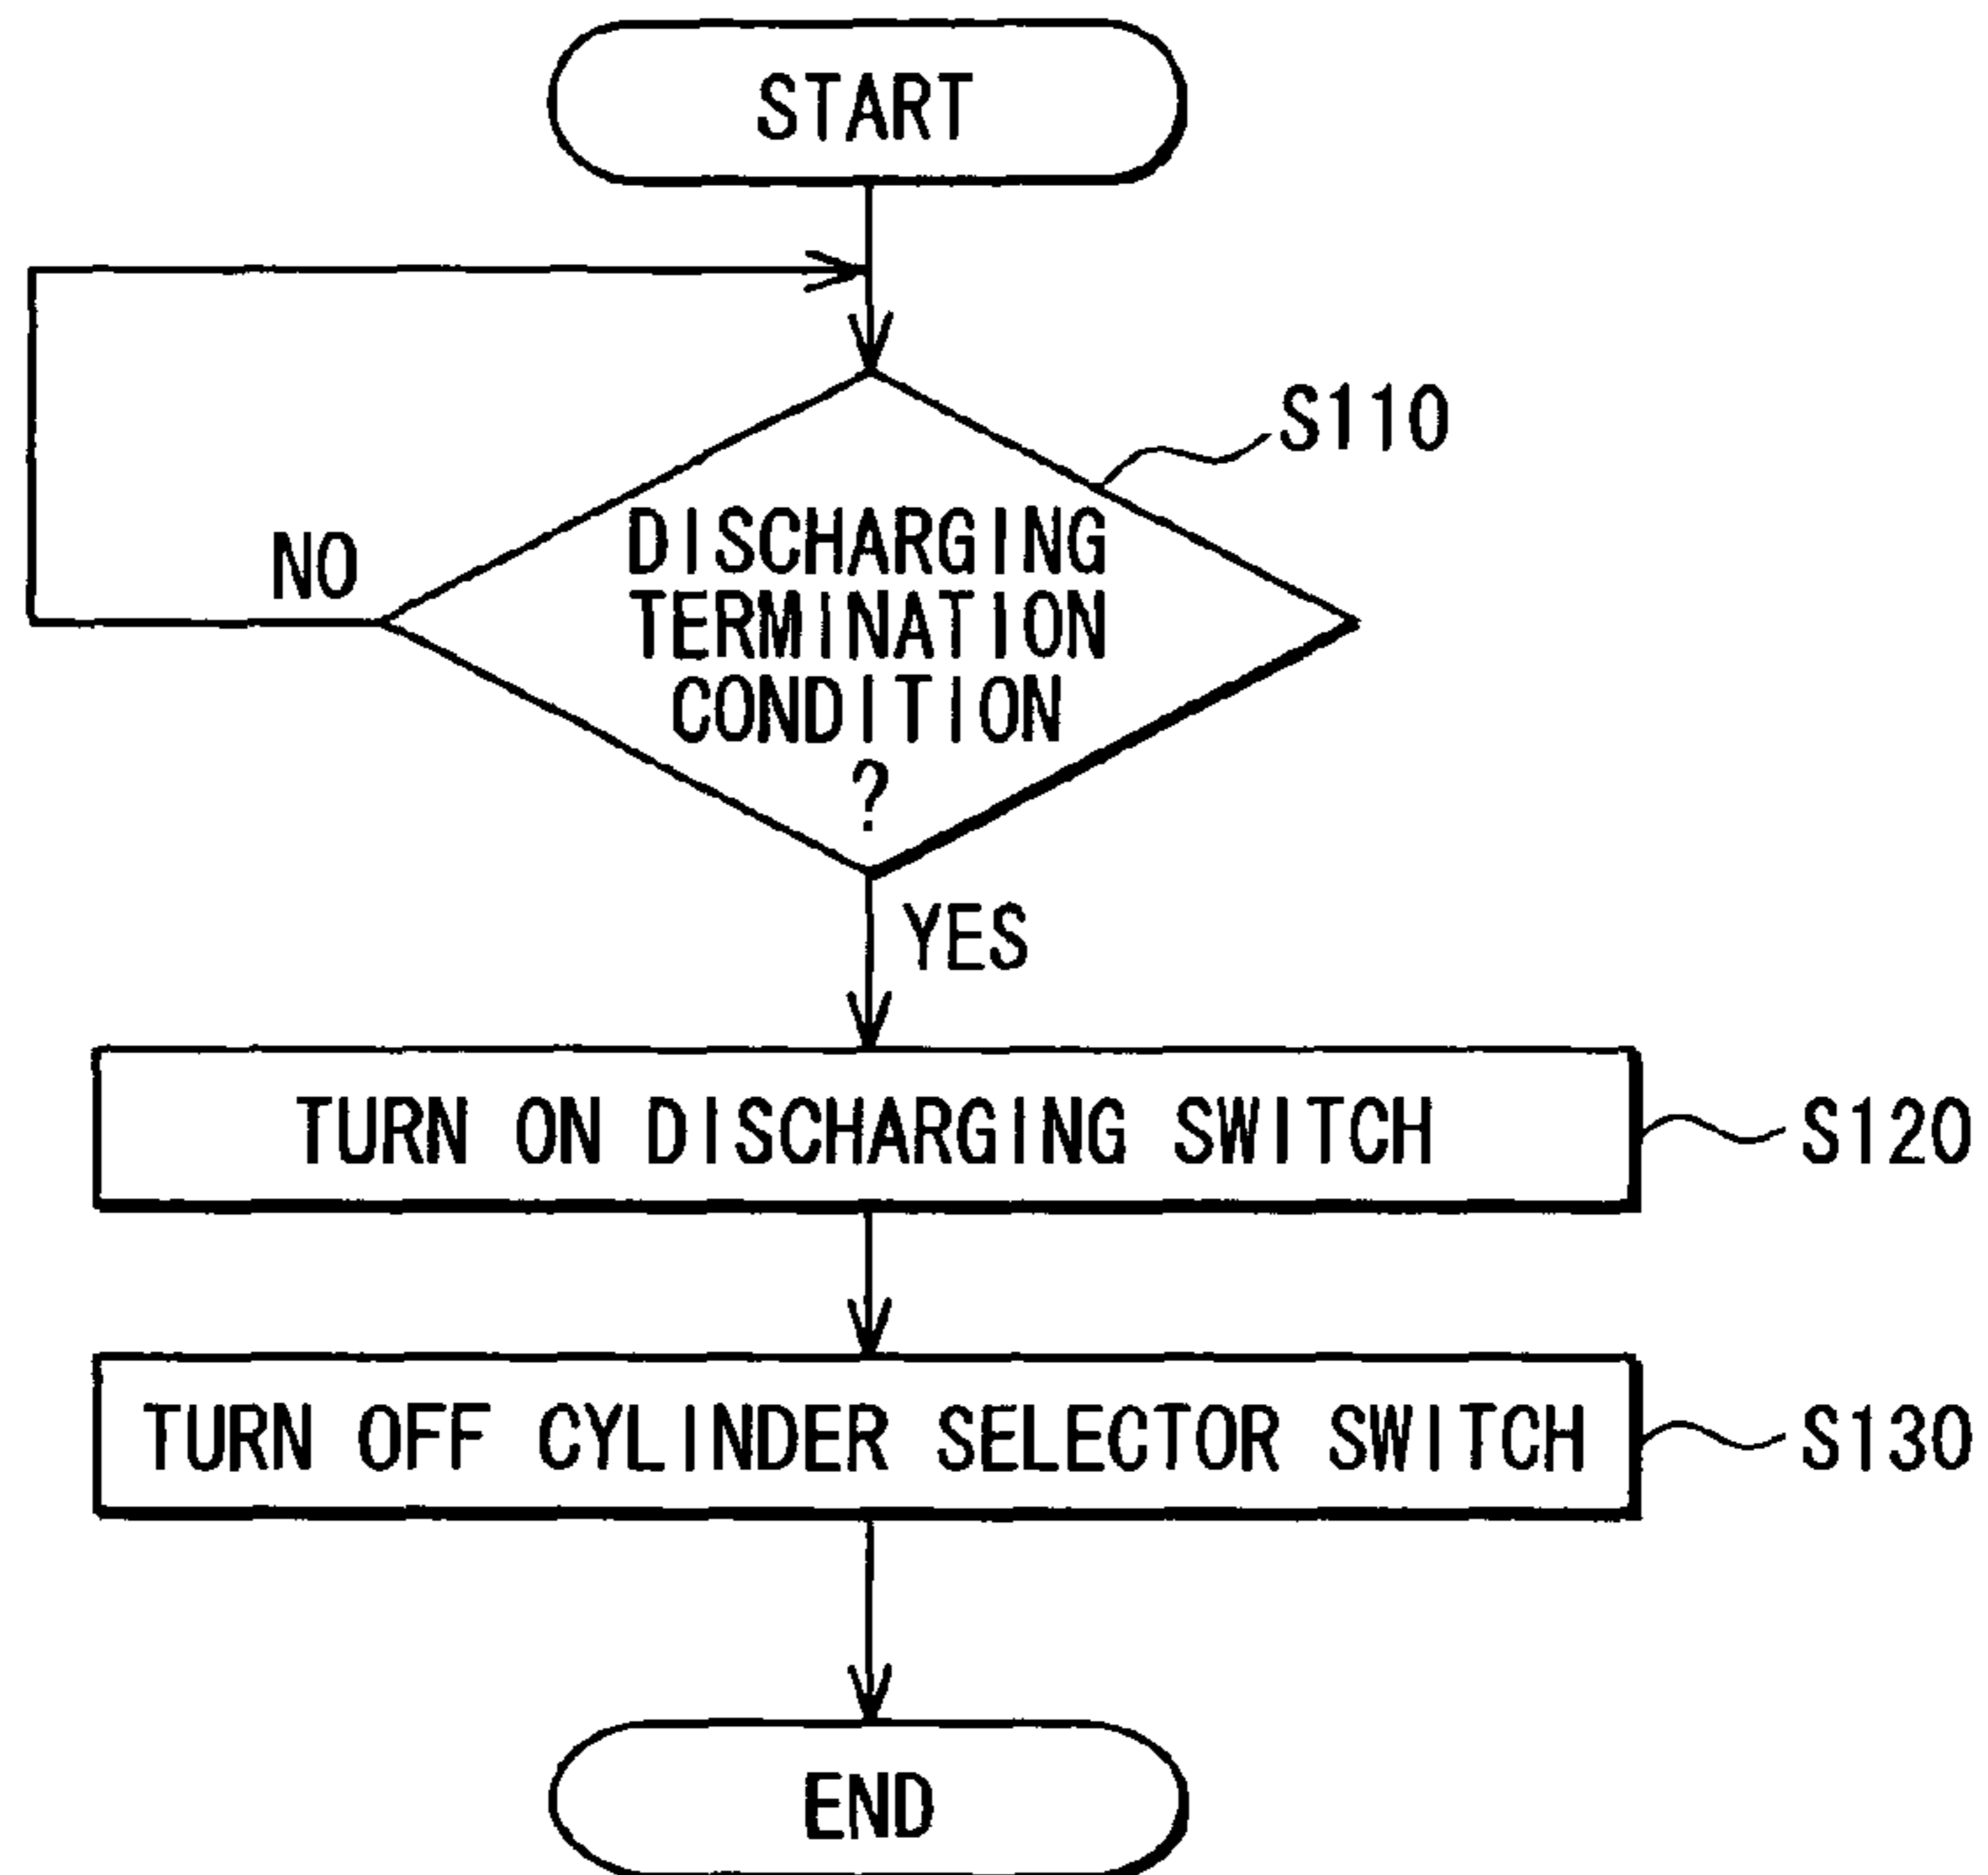 START
S110
NO
DISCHARGING
TERMINATION
CONDITION
?
YES
TURN ON DISCHARGING SWITCH
S120
TURN OFF CYLINDER SELECTOR SWITCH
S130
END